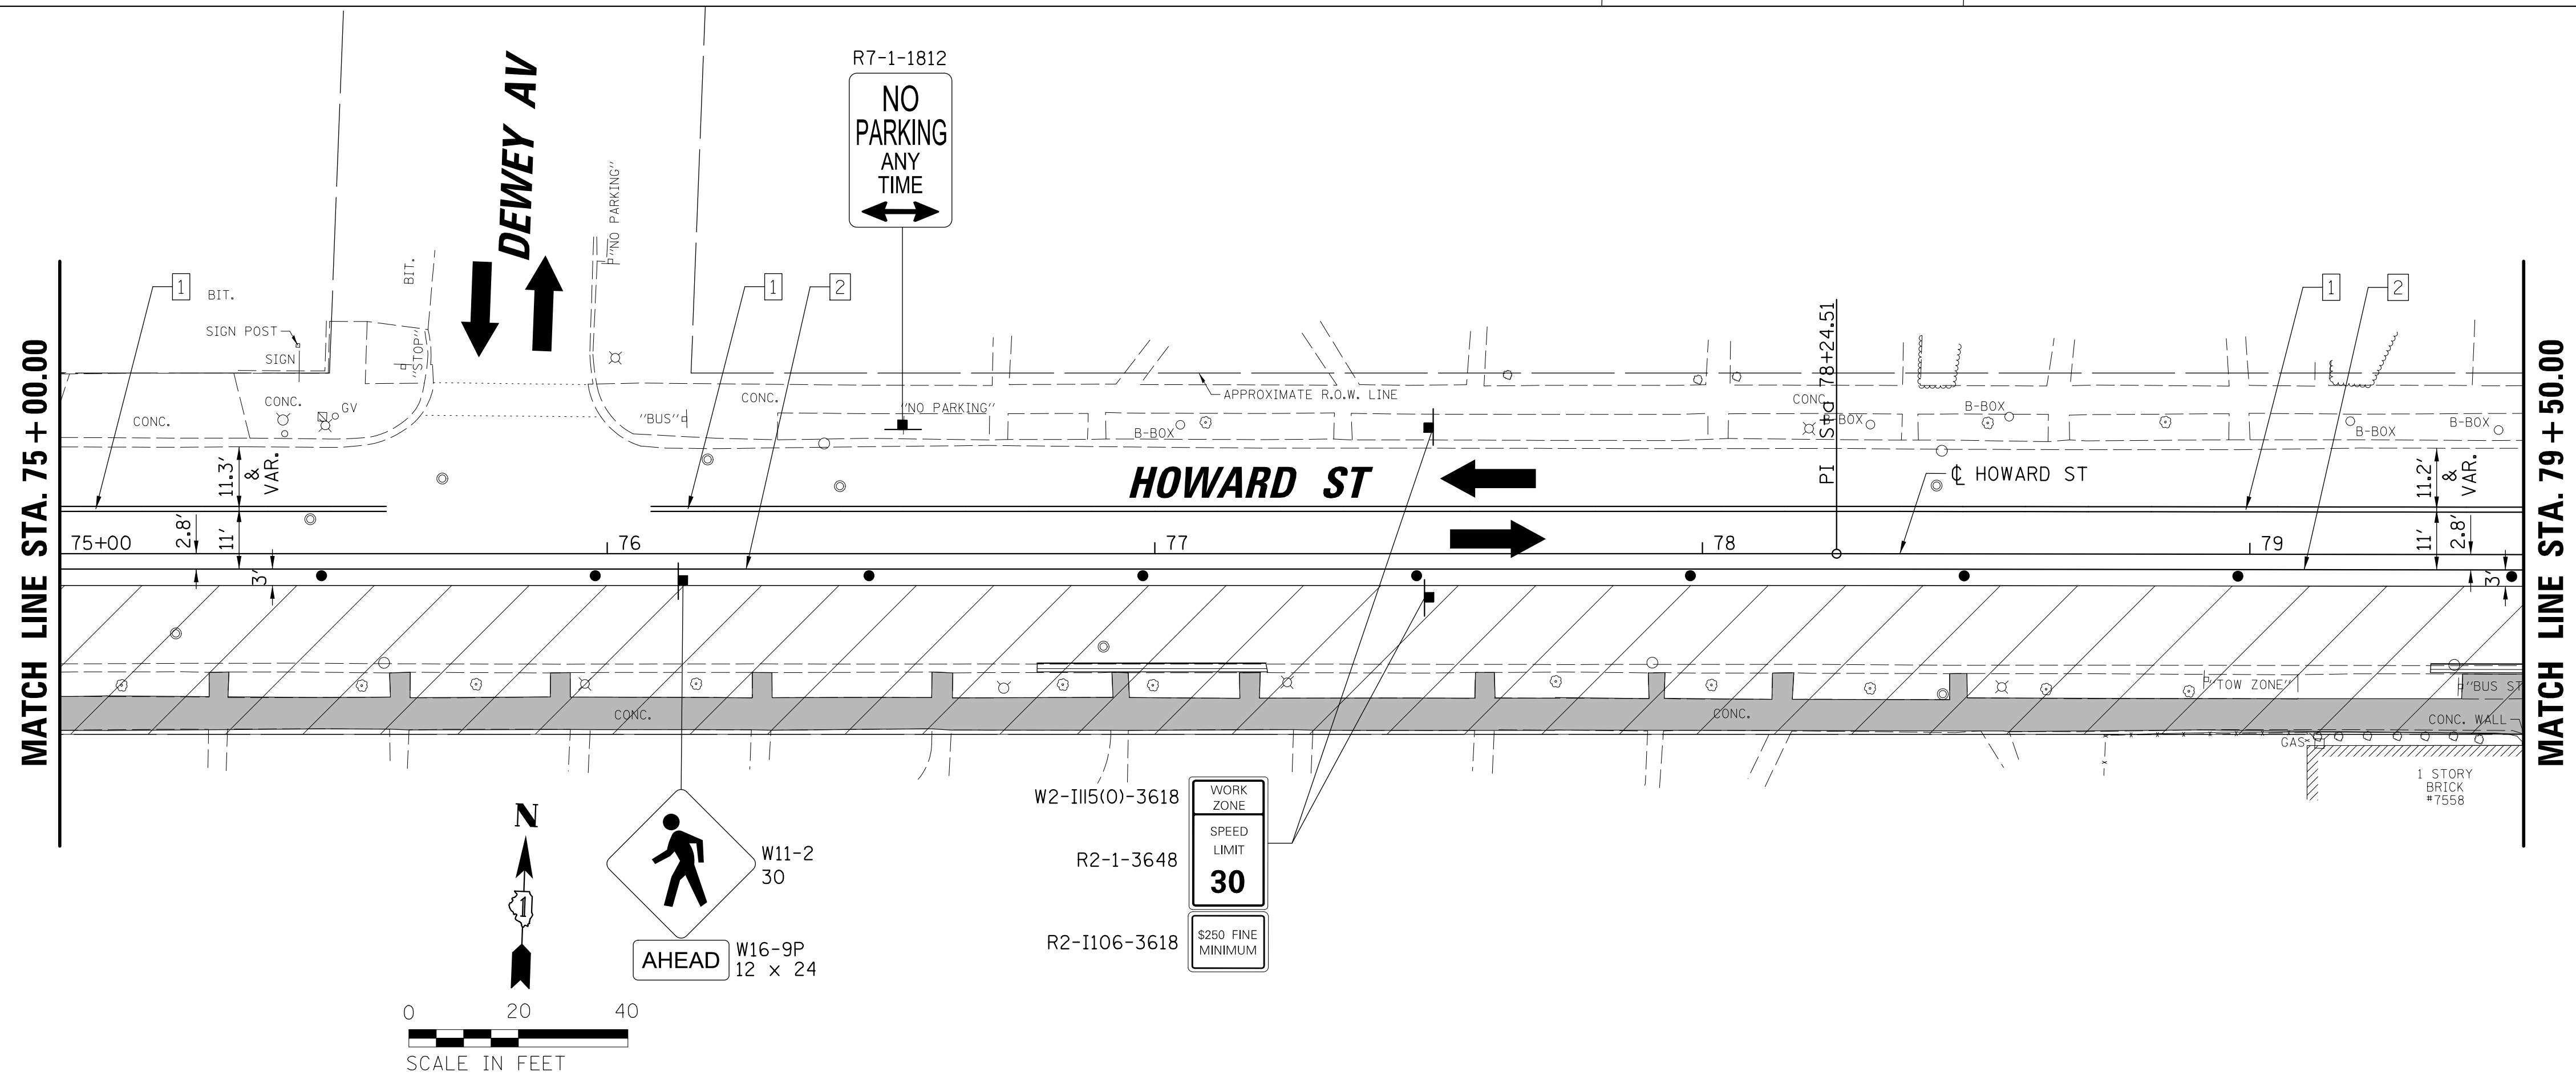 R7-1-1812
NO
PARKING
ANY
TIME
DEWEY AV
"NO PARKING"
1
BIT.
BIT.
1
2
1
2
SIGN POST
SIGN
"STOP"
PI STA 78+24.51
MATCH LINE STA. 75+00.00
MATCH LINE STA. 79+50.00
APPROXIMATE R.O.W. LINE
CONC.
CONC.
GV
"BUS"
CONC.
"NO PARKING"
B-BOX
CONC.
B-BOX
B-BOX
B-BOX
B-BOX
11.3'
&
VAR.
HOWARD ST
℄ HOWARD ST
11.2'
&
VAR.
75+00
2.8'
11'
76
77
78
79
11'
2.8'
3'
3'
"TOW ZONE"
"BUS ST
CONC.
CONC.
CONC. WALL
GAS
1 STORY
BRICK
#7558
N
1
W11-2
30
AHEAD
W16-9P
12 x 24
W2-I115(O)-3618
WORK
ZONE
R2-1-3648
SPEED
LIMIT
30
R2-I106-3618
$250 FINE
MINIMUM
0 20 40
SCALE IN FEET